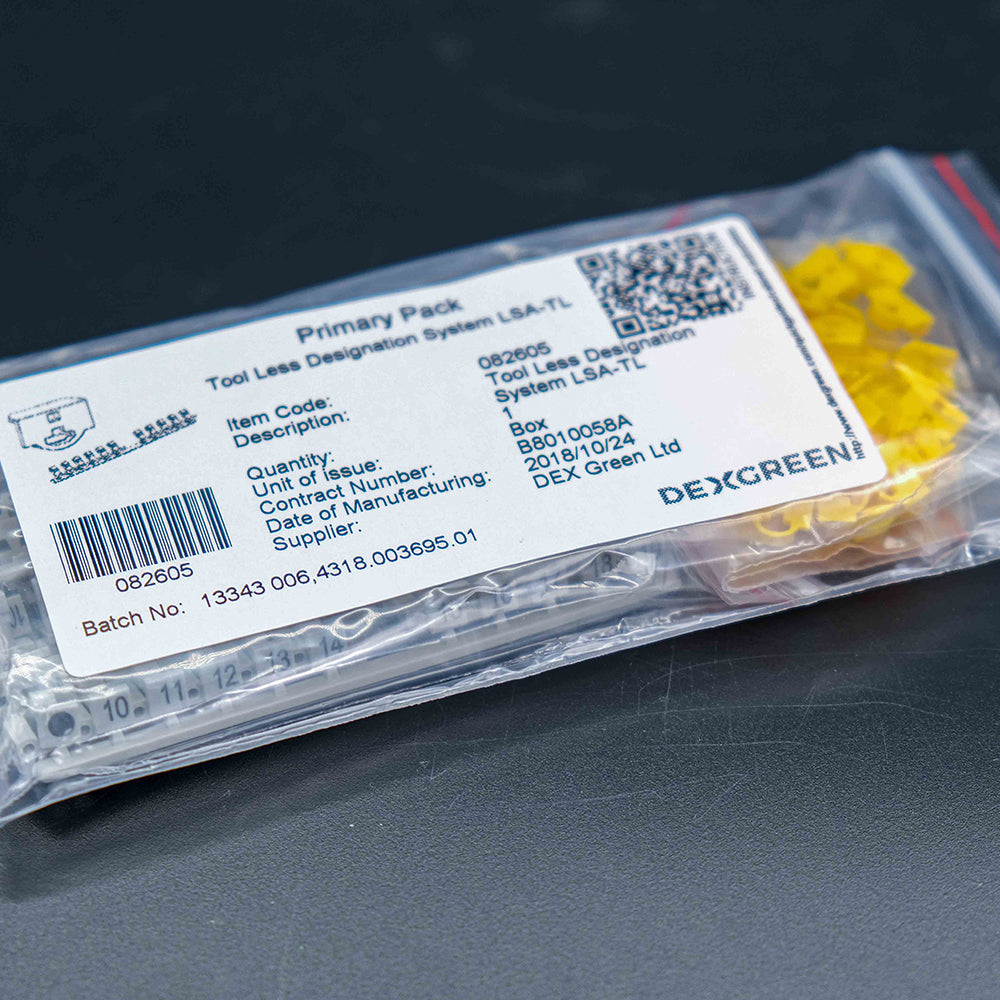 Primary Pack
Tool Less Designation System LSA-TL
Item Code: 082605
Description: Tool Less Designation
System LSA-TL
Quantity: 1
Unit of Issue: Box
Contract Number: B8010058A
Date of Manufacturing: 2018/10/24
Supplier: DEX Green Ltd
DEXGREEN
082605
Batch No: 13343 006,4318.003695.01
10 11 12 13 14